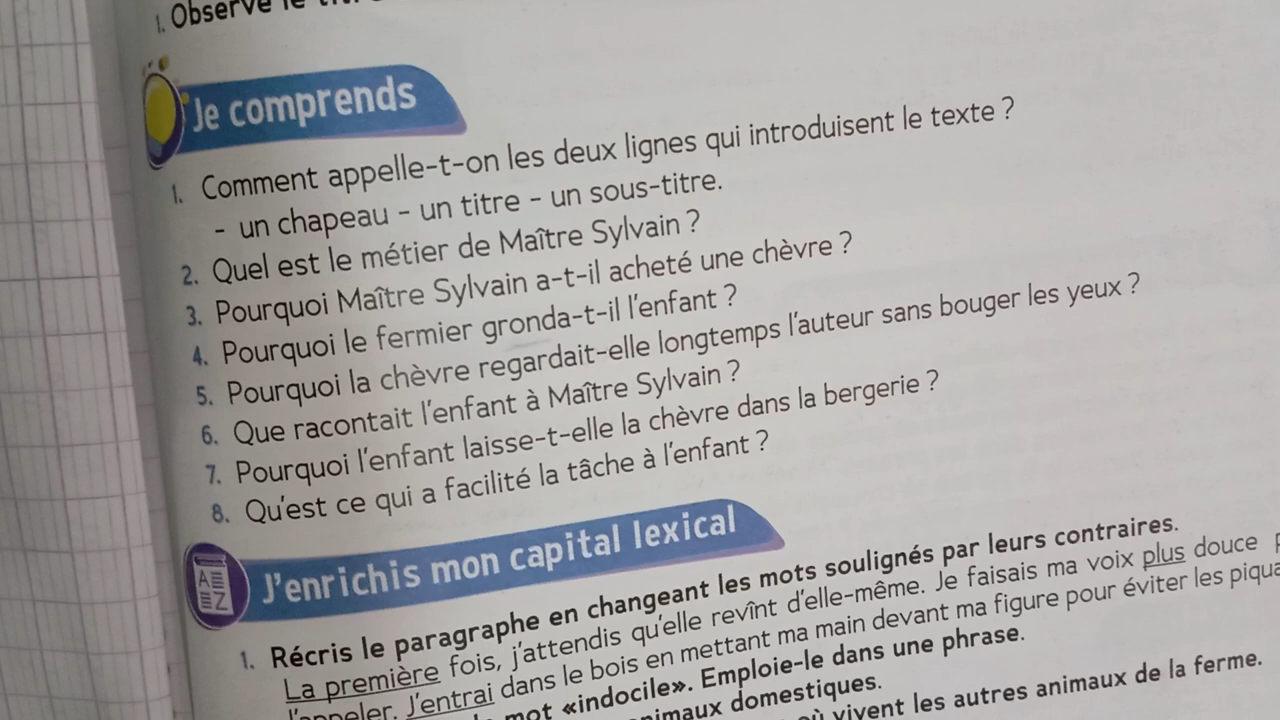 1. Observe le
Je comprends
1. Comment appelle-t-on les deux lignes qui introduisent le texte ?
- un chapeau - un titre - un sous-titre.
2. Quel est le métier de Maître Sylvain ?
3. Pourquoi Maître Sylvain a-t-il acheté une chèvre ?
4. Pourquoi le fermier gronda-t-il l'enfant ?
5. Pourquoi la chèvre regardait-elle longtemps l'auteur sans bouger les yeux ?
6. Que racontait l'enfant à Maître Sylvain ?
7. Pourquoi l'enfant laisse-t-elle la chèvre dans la bergerie ?
8. Qu'est ce qui a facilité la tâche à l'enfant ?
J'enrichis mon capital lexical
1. Récris le paragraphe en changeant les mots soulignés par leurs contraires.
La première fois, j'attendis qu'elle revînt d'elle-même. Je faisais ma voix plus douce
l'appeler. J'entrai dans le bois en mettant ma main devant ma figure pour éviter les
mot «indocile». Emploie-le dans une phrase.
domestiques.
où vivent les autres animaux de la ferme.